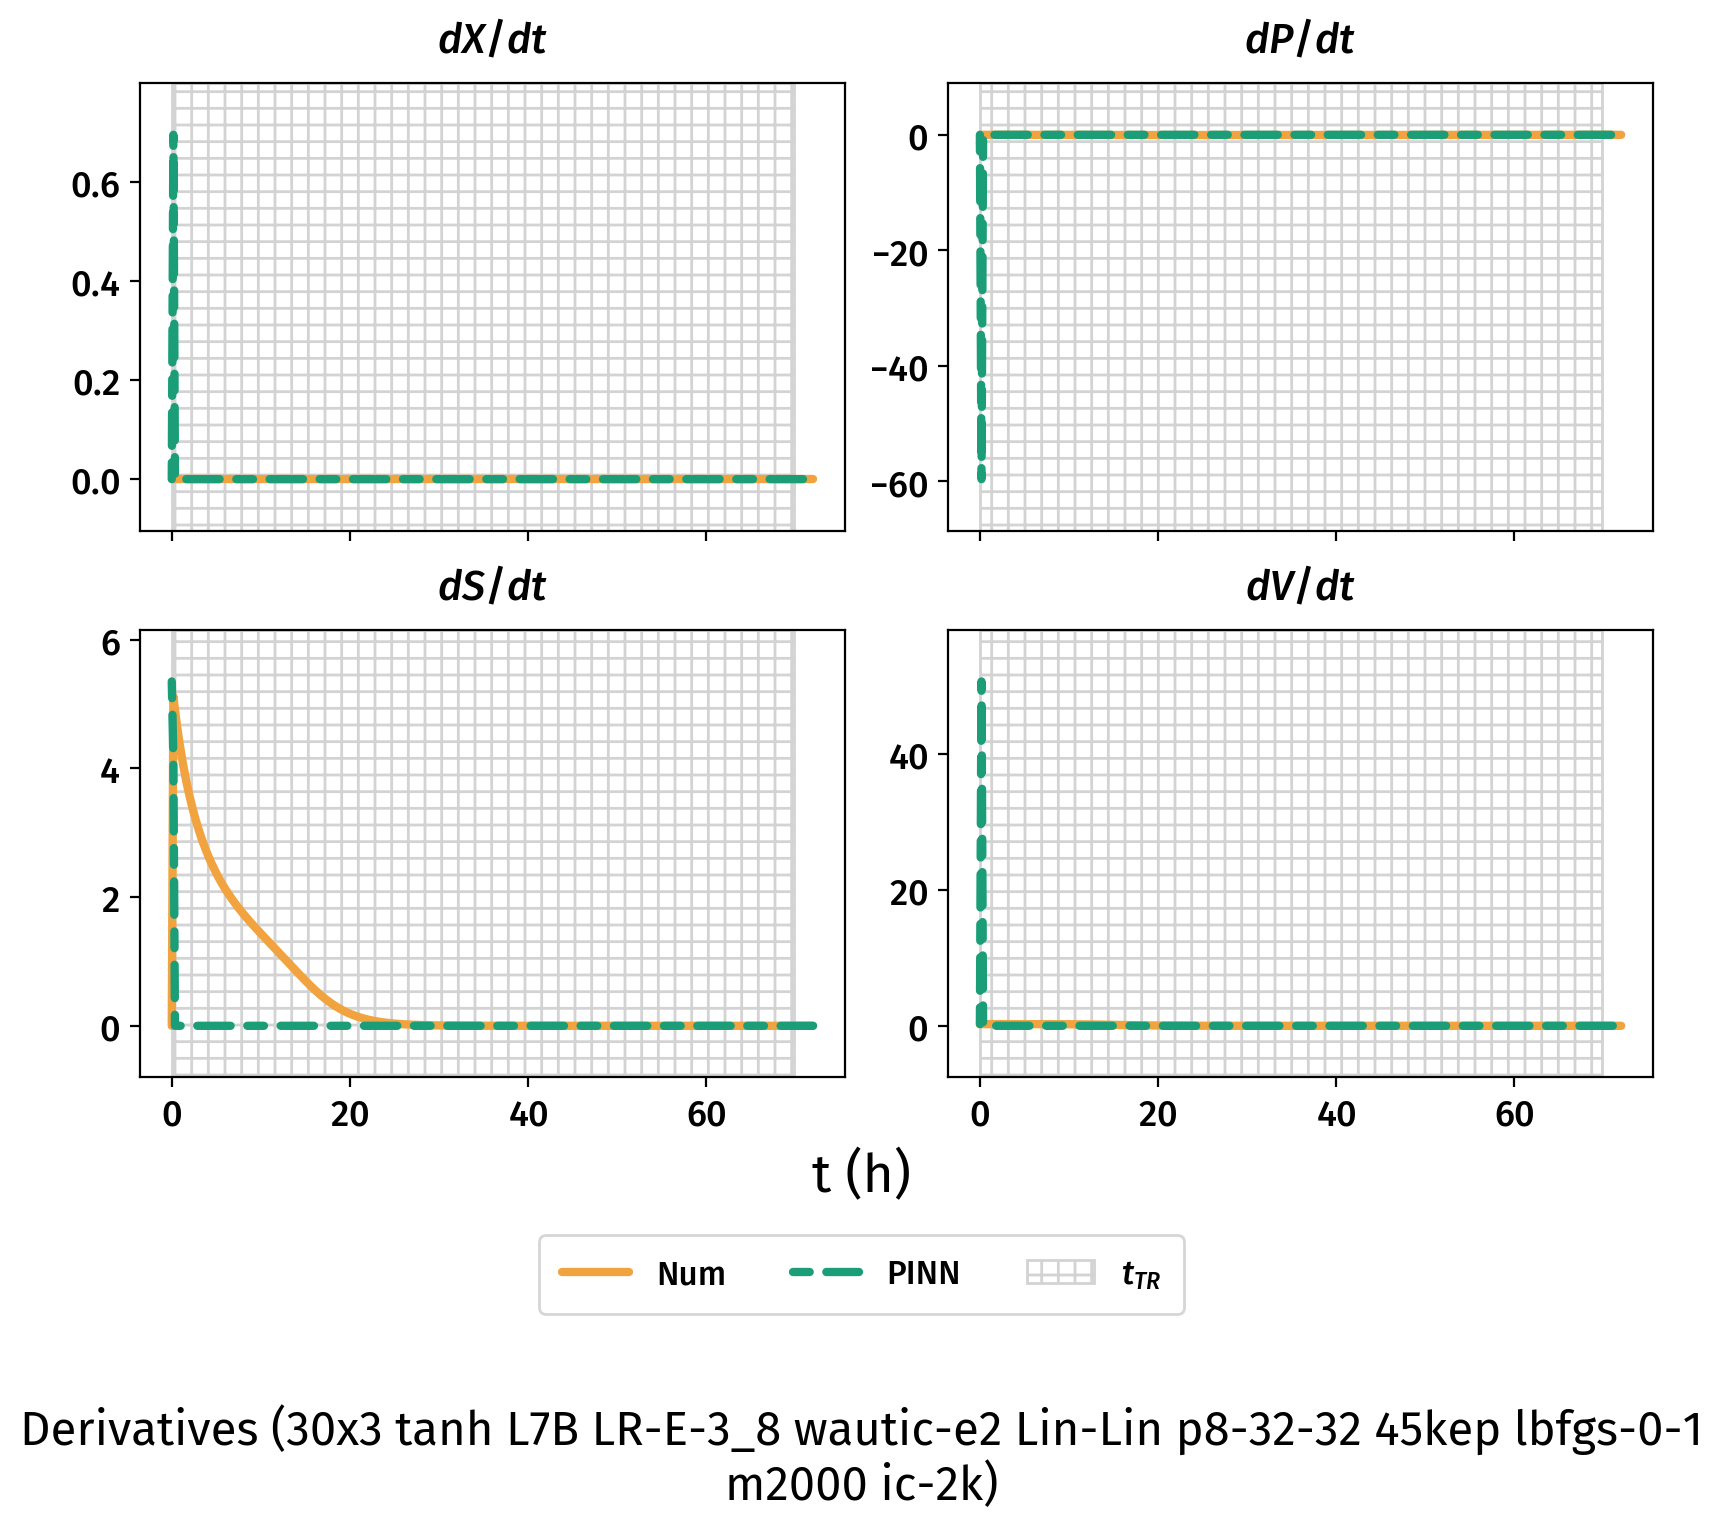 dX/dt
dP/dt
0.6
0.4
0.2
0.0
0
−20
−40
−60
dS/dt
dV/dt
6
4
2
0
40
20
0
0 20 40 60
0 20 40 60
t (h)
Num PINN tTR
Derivatives (30x3 tanh L7B LR-E-3_8 wautic-e2 Lin-Lin p8-32-32 45kep lbfgs-0-1
m2000 ic-2k)